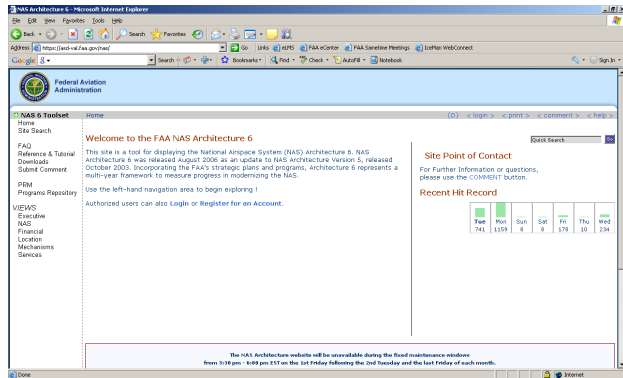 NAS Architecture 6 - Microsoft Internet Explorer
File Edit View Favorites Tools Help
Back Search Favorites
Address https://asd-val.faa.gov/nas/ Go Links eLMS FAA eCenter FAA Sametime Meetings IceMan WebConnect
Google Search Bookmarks Find Check AutoFill Notebook Sign In
Federal Aviation
Administration
NAS 6 Toolset Home (D) < login > < print > < comment > < help >
Home
Site Search
FAQ
Reference & Tutorial
Downloads
Submit Comment
PRM
Programs Repository
VIEWS
Executive
NAS
Financial
Location
Mechanisms
Services
Welcome to the FAA NAS Architecture 6
This site is a tool for displaying the National Airspace System (NAS) Architecture 6. NAS
Architecture 6 was released August 2006 as an update to NAS Architecture Version 5, released
October 2003. Incorporating the FAA's strategic plans and programs, Architecture 6 represents a
multi-year framework to measure progress in modernizing the NAS.
Use the left-hand navigation area to begin exploring !
Authorized users can also Login or Register for an Account.
Quick Search Go
Site Point of Contact
For Further Information or questions,
please use the COMMENT button.
Recent Hit Record
Tue Mon Sun Sat Fri Thu Wed
741 1159 8 8 178 10 234
The NAS Architecture website will be unavailable during the fixed maintenance windows
from 3:30 pm - 6:00 pm EST on the 1st Friday following the 2nd Tuesday and the last Friday of each month.
Done Internet